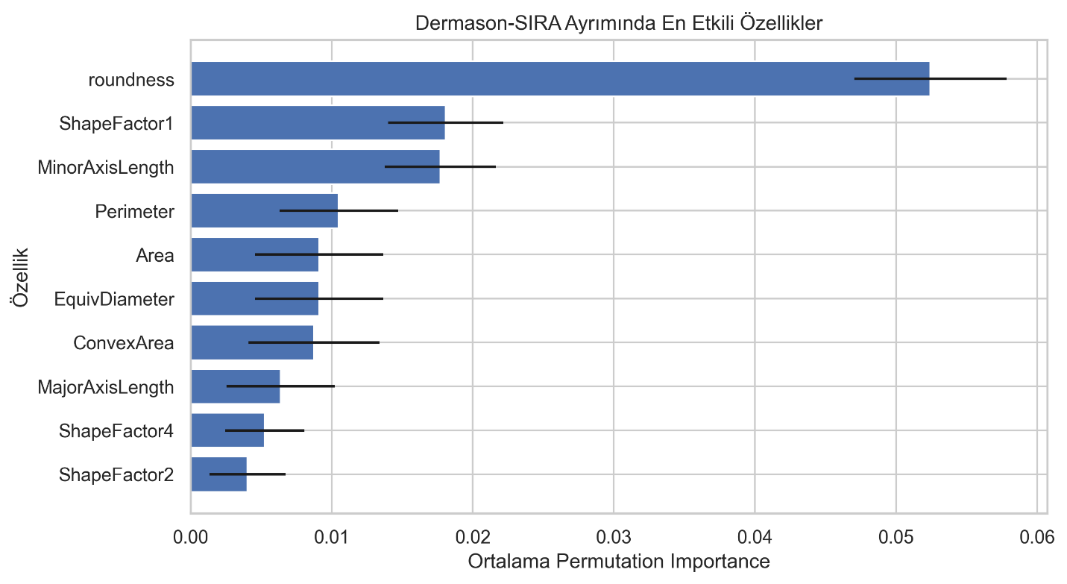 Dermason-SIRA Ayrımında En Etkili Özellikler
roundness
ShapeFactor1
MinorAxisLength
Perimeter
Area
EquivDiameter
ConvexArea
MajorAxisLength
ShapeFactor4
ShapeFactor2
Özellik
0.00 0.01 0.02 0.03 0.04 0.05 0.06
Ortalama Permutation Importance